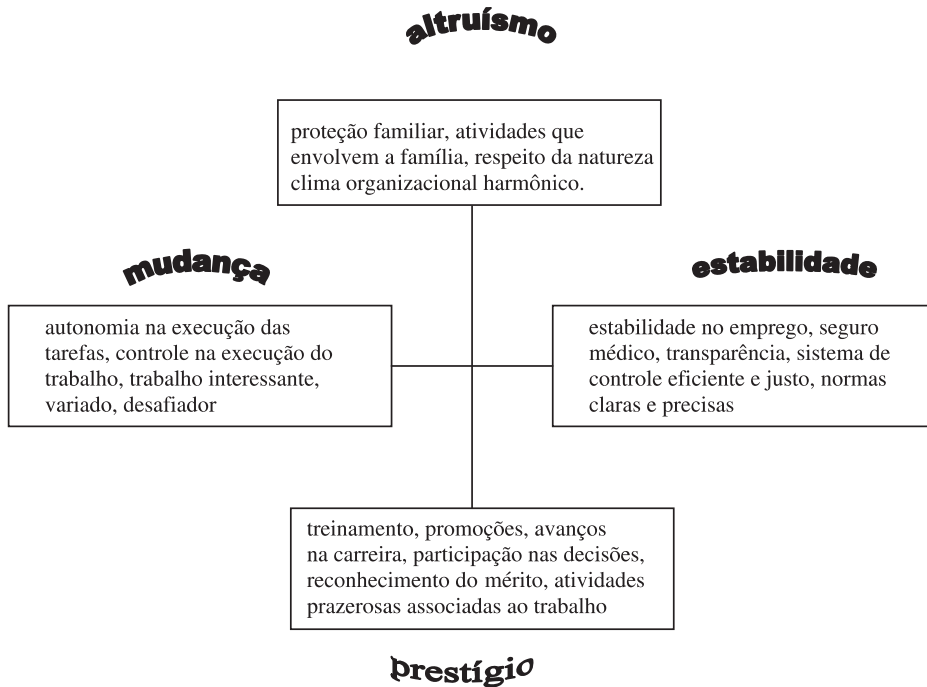 altruísmo
proteção familiar, atividades que
envolvem a família, respeito da natureza
clima organizacional harmônico.
mudança
autonomia na execução das
tarefas, controle na execução do
trabalho, trabalho interessante,
variado, desafiador
estabilidade
estabilidade no emprego, seguro
médico, transparência, sistema de
controle eficiente e justo, normas
claras e precisas
treinamento, promoções, avanços
na carreira, participação nas decisões,
reconhecimento do mérito, atividades
prazerosas associadas ao trabalho
prestígio